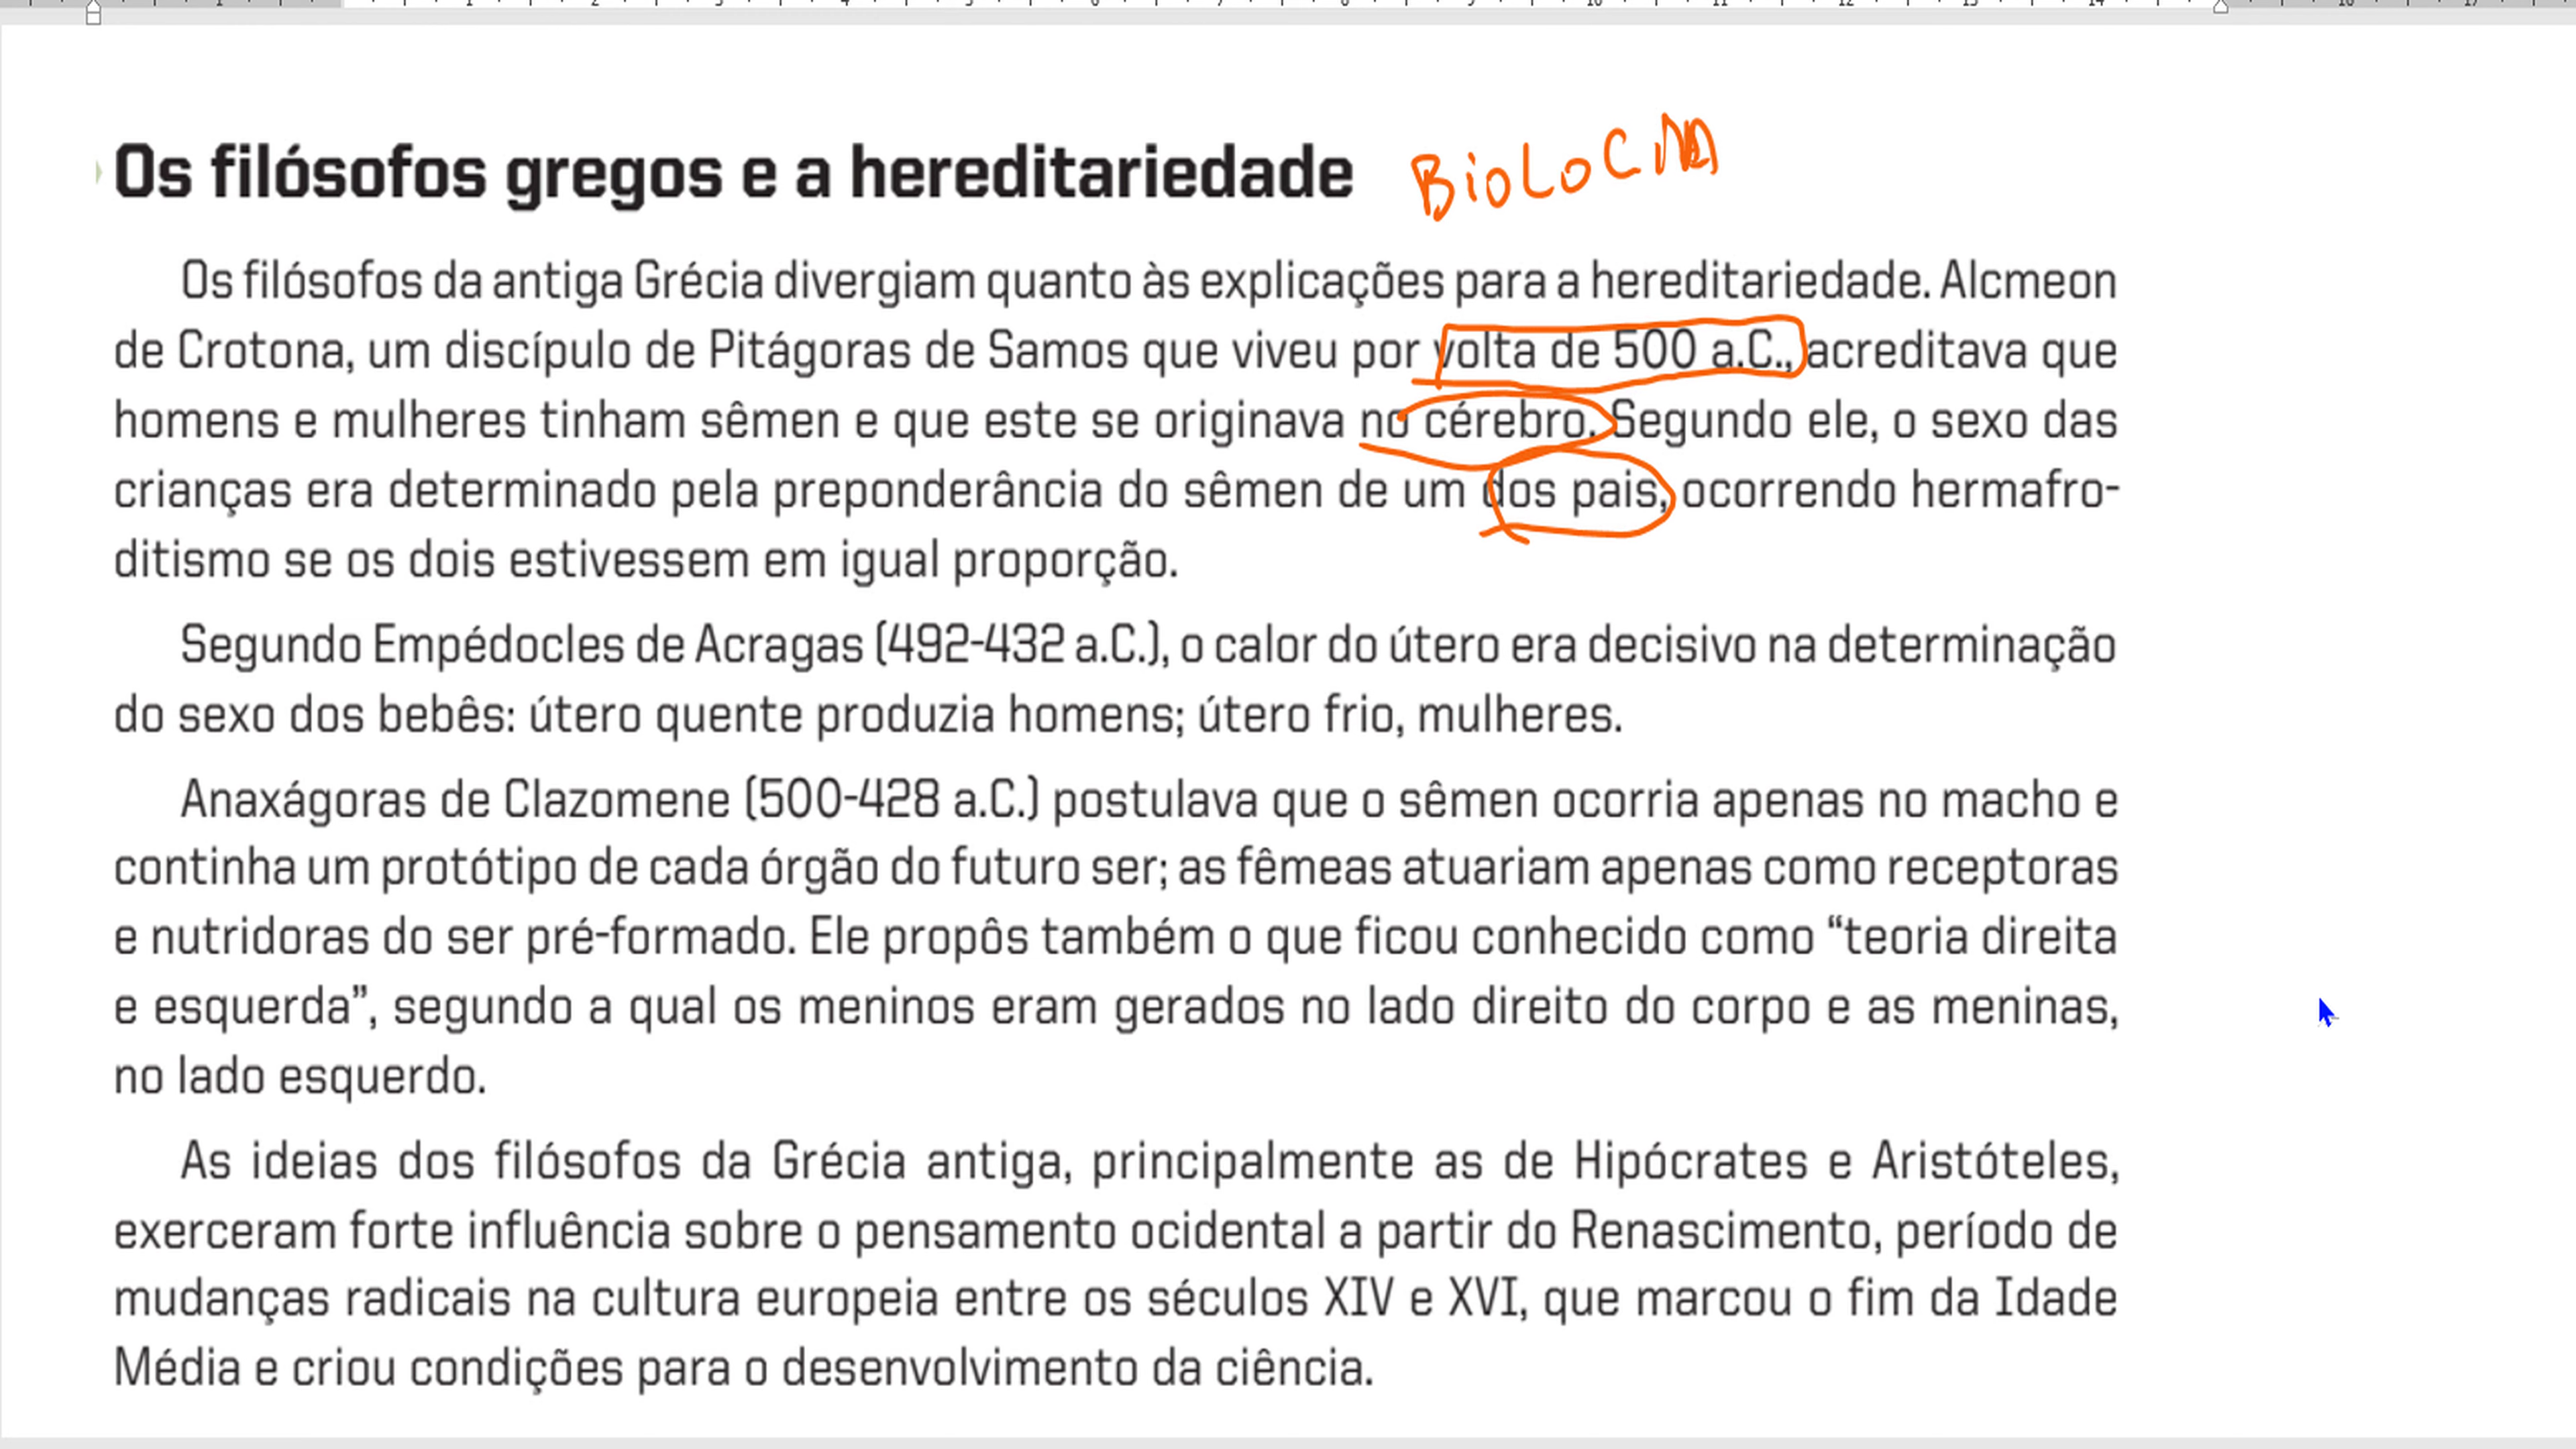 Os filósofos gregos e a hereditariedade
Os filósofos da antiga Grécia divergiam quanto às explicações para a hereditariedade. Alcmeon
de Crotona, um discípulo de Pitágoras de Samos que viveu por volta de 500 a.C., acreditava que
homens e mulheres tinham sêmen e que este se originava no cérebro. Segundo ele, o sexo das
crianças era determinado pela preponderância do sêmen de um dos pais, ocorrendo hermafro-
ditismo se os dois estivessem em igual proporção.
Segundo Empédocles de Acragas (492-432 a.C.), o calor do útero era decisivo na determinação
do sexo dos bebês: útero quente produzia homens; útero frio, mulheres.
Anaxágoras de Clazomene (500-428 a.C.) postulava que o sêmen ocorria apenas no macho e
continha um protótipo de cada órgão do futuro ser; as fêmeas atuariam apenas como receptoras
e nutridoras do ser pré-formado. Ele propôs também o que ficou conhecido como “teoria direita
e esquerda”, segundo a qual os meninos eram gerados no lado direito do corpo e as meninas,
no lado esquerdo.
As ideias dos filósofos da Grécia antiga, principalmente as de Hipócrates e Aristóteles,
exerceram forte influência sobre o pensamento ocidental a partir do Renascimento, período de
mudanças radicais na cultura europeia entre os séculos XIV e XVI, que marcou o fim da Idade
Média e criou condições para o desenvolvimento da ciência.